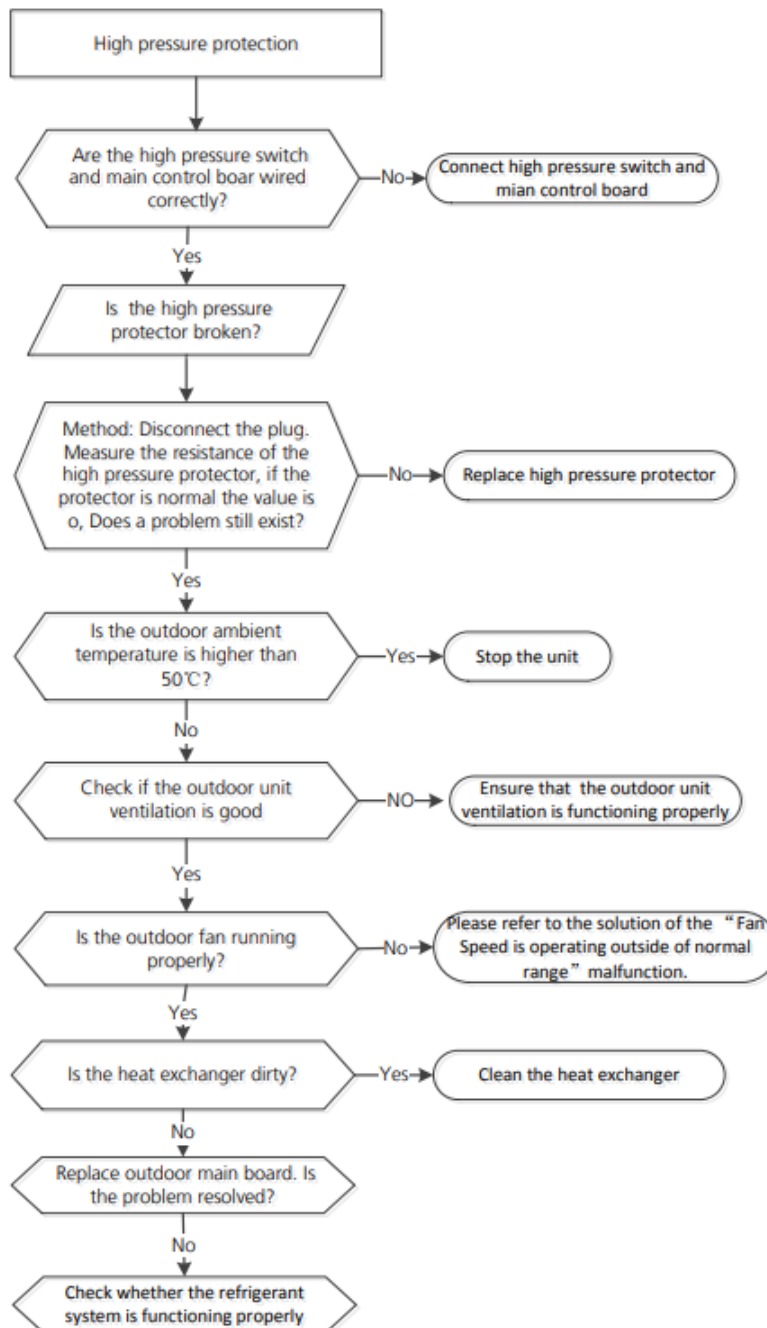 High pressure protection
Are the high pressure switch
and main control boar wired
correctly?
No
Connect high pressure switch and
mian control board
Yes
Is the high pressure
protector broken?
Method: Disconnect the plug.
Measure the resistance of the
high pressure protector, if the
protector is normal the value is
o, Does a problem still exist?
No
Replace high pressure protector
Yes
Is the outdoor ambient
temperature is higher than
50℃?
Yes
Stop the unit
No
Check if the outdoor unit
ventilation is good
NO
Ensure that the outdoor unit
ventilation is functioning properly
Yes
Is the outdoor fan running
properly?
No
Please refer to the solution of the “Fan
Speed is operating outside of normal
range” malfunction.
Yes
Is the heat exchanger dirty?
Yes
Clean the heat exchanger
No
Replace outdoor main board. Is
the problem resolved?
No
Check whether the refrigerant
system is functioning properly